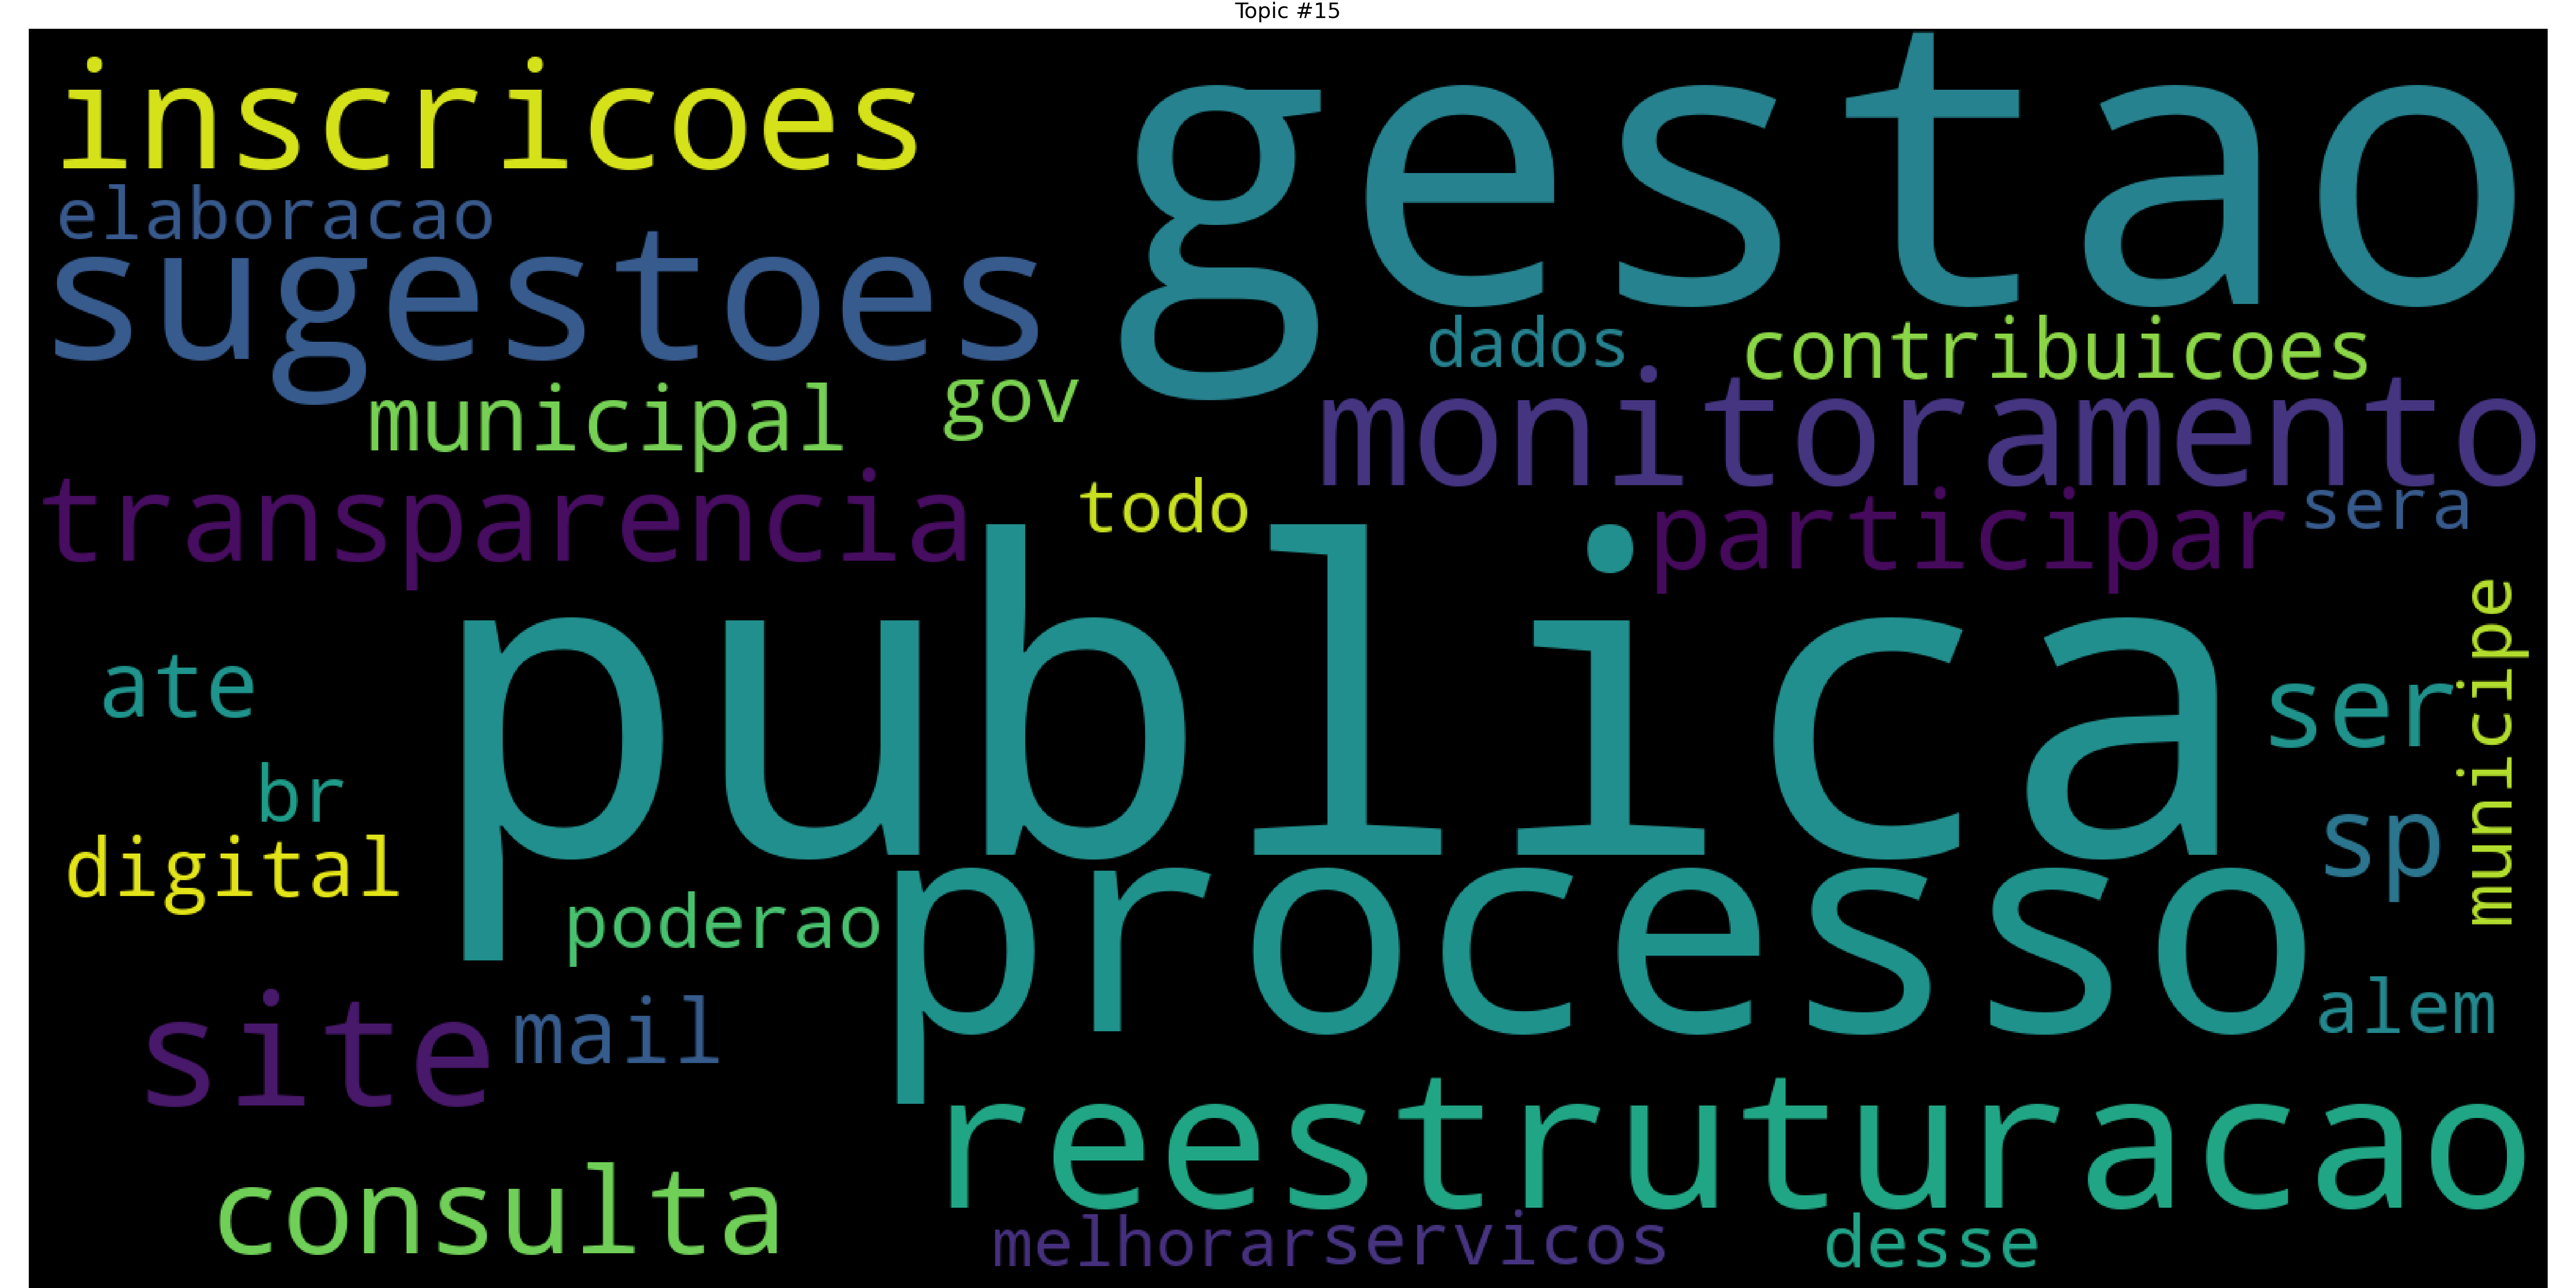 Topic #15
inscricoes
gestao
elaboracao
sugestoes
dados
contribuicoes
municipal
gov
monitoramento
transparencia
todo
participar
sera
publica
ate
ser
municipe
br
digital
sp
poderao
processo
site
mail
alem
reestruturacao
consulta
melhorar
servicos
desse